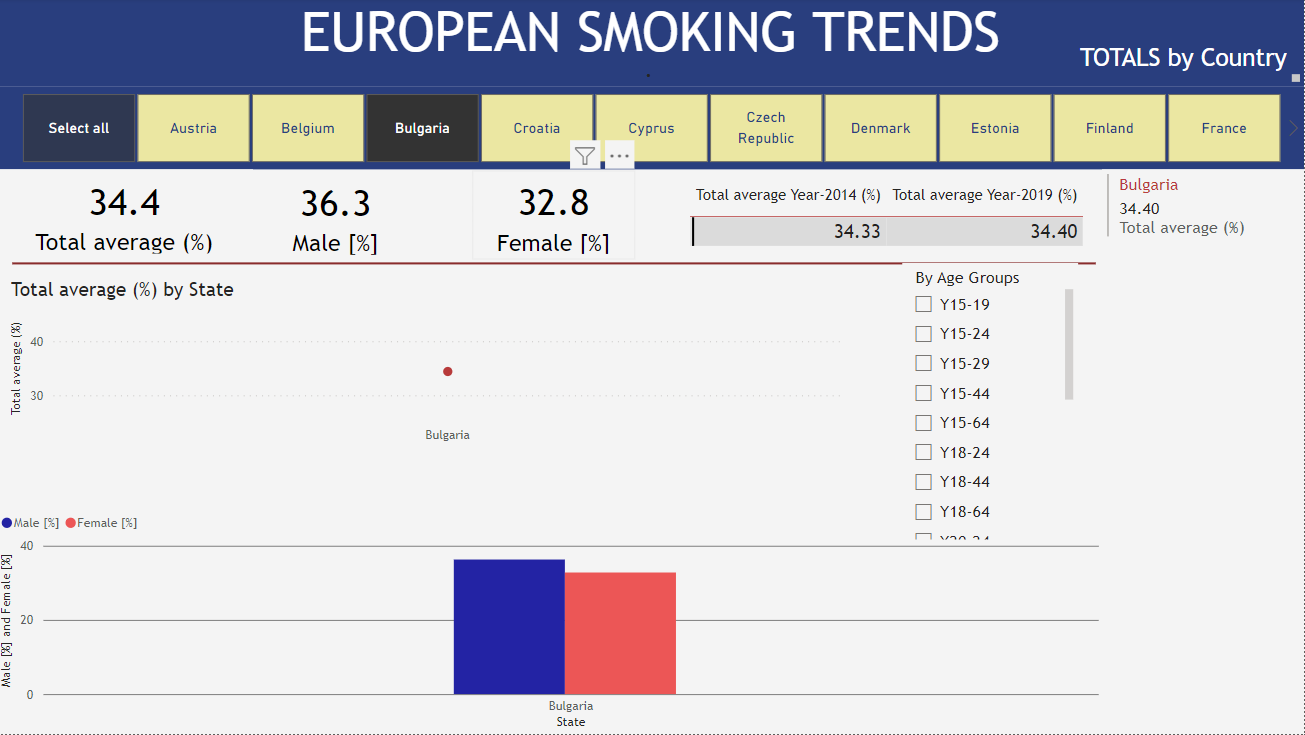 EUROPEAN SMOKING TRENDS
TOTALS by Country
Select all
Austria
Belgium
Bulgaria
Croatia
Cyprus
Czech
Republic
Denmark
Estonia
Finland
France
34.4
Total average (%)
36.3
Male [%]
32.8
Female [%]
Total average Year-2014 (%) Total average Year-2019 (%)
34.33 34.40
Bulgaria
34.40
Total average (%)
Total average (%) by State
Total average (%)
40
30
Bulgaria
By Age Groups
Y15-19
Y15-24
Y15-29
Y15-44
Y15-64
Y18-24
Y18-44
Y18-64
Male [%] Female [%]
Male [%] and Female [%]
40
20
0
Bulgaria
State